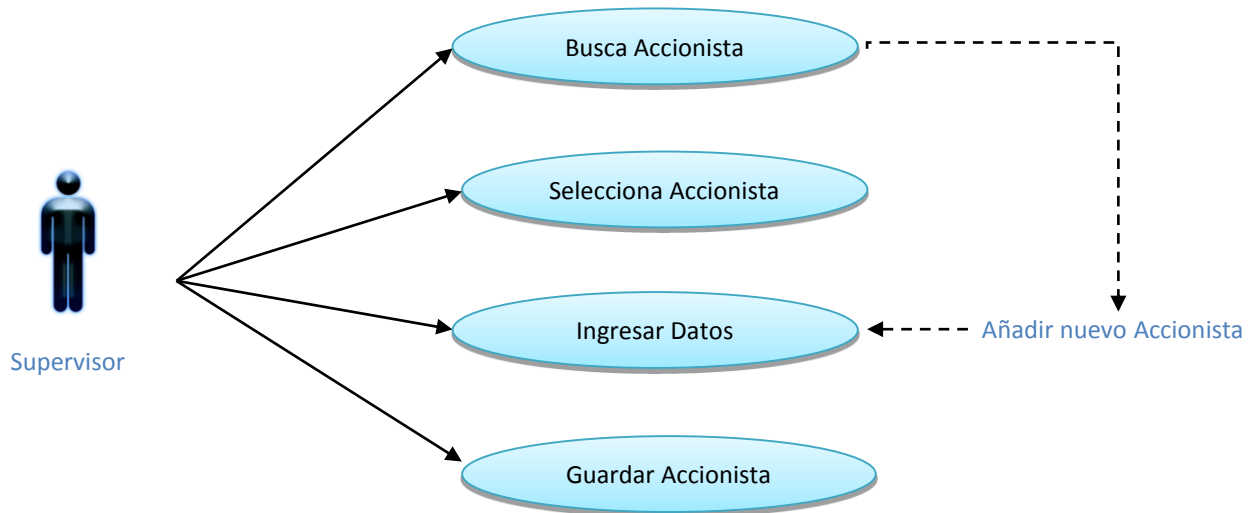 Busca Accionista
Selecciona Accionista
Ingresar Datos
Añadir nuevo Accionista
Supervisor
Guardar Accionista